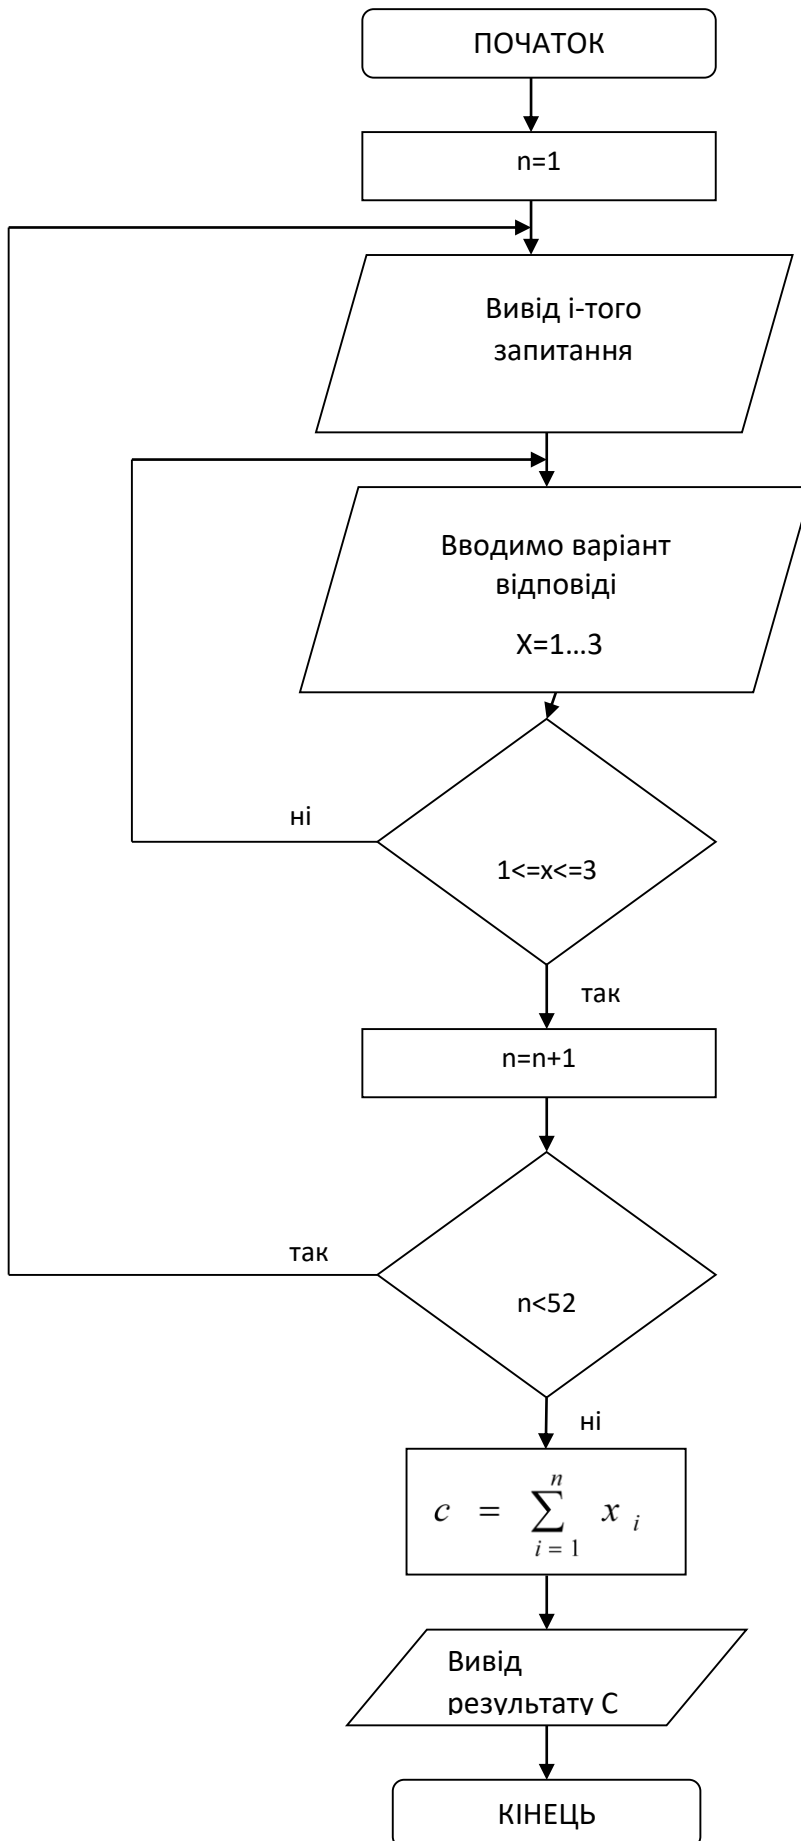 ПОЧАТОК
n=1
Вивід і-того
запитання
Вводимо варіант
відповіді
X=1...3
ні
1<=x<=3
так
n=n+1
так
n<52
ні
c = \sum_{i=1}^{n} x_i
Вивід
результату С
КІНЕЦЬ